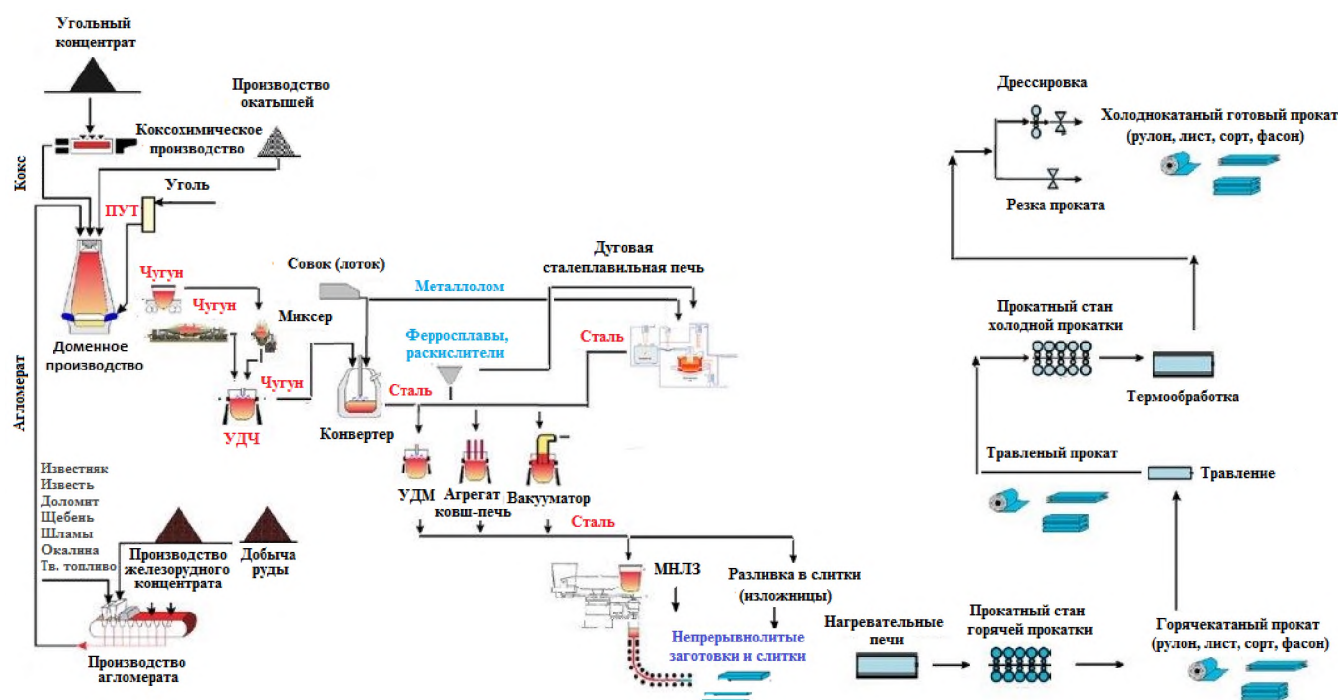 Угольный
концентрат
Производство
окатышей
Коксохимическое
производство
Кокс
Уголь
ПУТ
Агломерат
Доменное
производство
Чугун
Чугун
Миксер
Чугун
УДЧ
Совок (лоток)
Металлолом
Дуговая
сталеплавильная печь
Ферросплавы,
раскислители
Сталь
Сталь
Конвертер
УДМ
Агрегат
ковш-печь
Вакууматор
Сталь
Известняк
Известь
Доломит
Щебень
Шламы
Окалина
Тв. топливо
Производство
железорудного
концентрата
Добыча
руды
Производство
агломерата
МНЛЗ
Разливка в слитки
(изложницы)
Непрерывнолитые
заготовки и слитки
Нагревательные
печи
Прокатный стан
горячей прокатки
Горячекатаный прокат
(рулон, лист, сорт, фасон)
Травление
Травленый прокат
Прокатный стан
холодной прокатки
Термообработка
Дрессировка
Резка проката
Холоднокатаный готовый прокат
(рулон, лист, сорт, фасон)